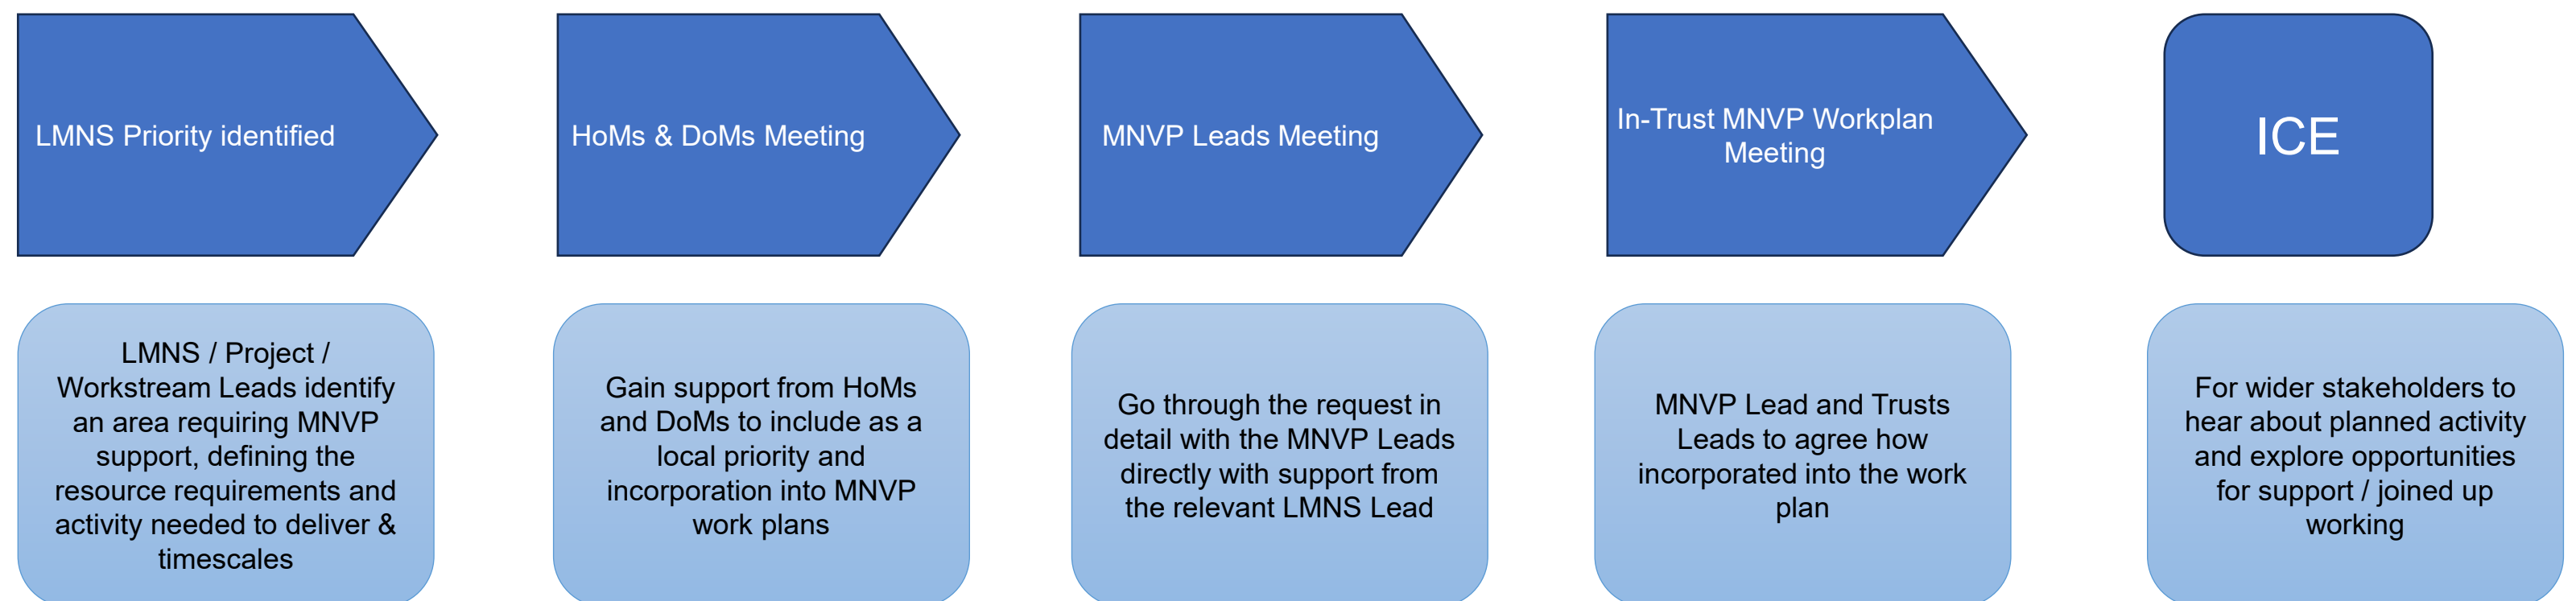 LMNS Priority identified
HoMs & DoMs Meeting
MNVP Leads Meeting
In-Trust MNVP Workplan
Meeting
ICE
LMNS / Project /
Workstream Leads identify
an area requiring MNVP
support, defining the
resource requirements and
activity needed to deliver &
timescales
Gain support from HoMs
and DoMs to include as a
local priority and
incorporation into MNVP
work plans
Go through the request in
detail with the MNVP Leads
directly with support from
the relevant LMNS Lead
MNVP Lead and Trusts
Leads to agree how
incorporated into the work
plan
For wider stakeholders to
hear about planned activity
and explore opportunities
for support / joined up
working